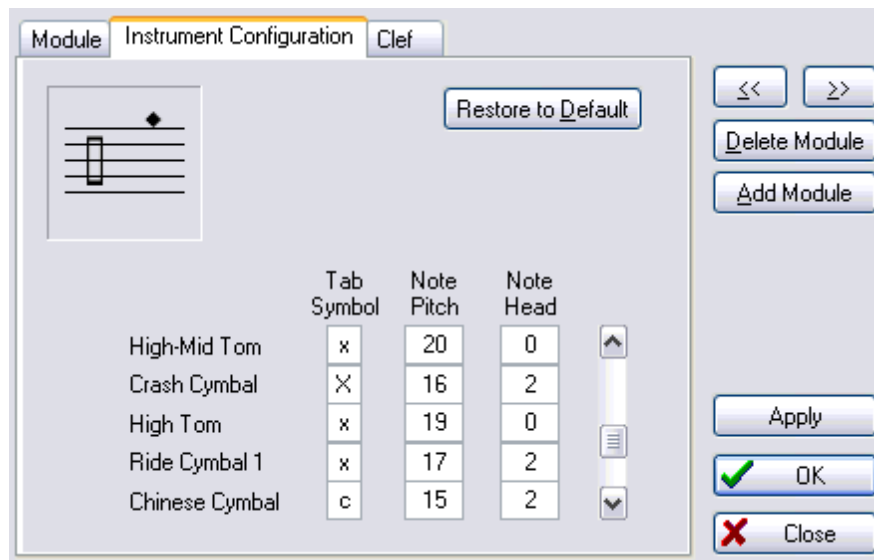 Module Instrument Configuration Clef
Restore to Default
<< >>
Delete Module
Add Module
Tab Symbol Note Pitch Note Head
High-Mid Tom x 20 0
Crash Cymbal X 16 2
High Tom x 19 0
Ride Cymbal 1 x 17 2
Chinese Cymbal c 15 2
Apply
OK
Close